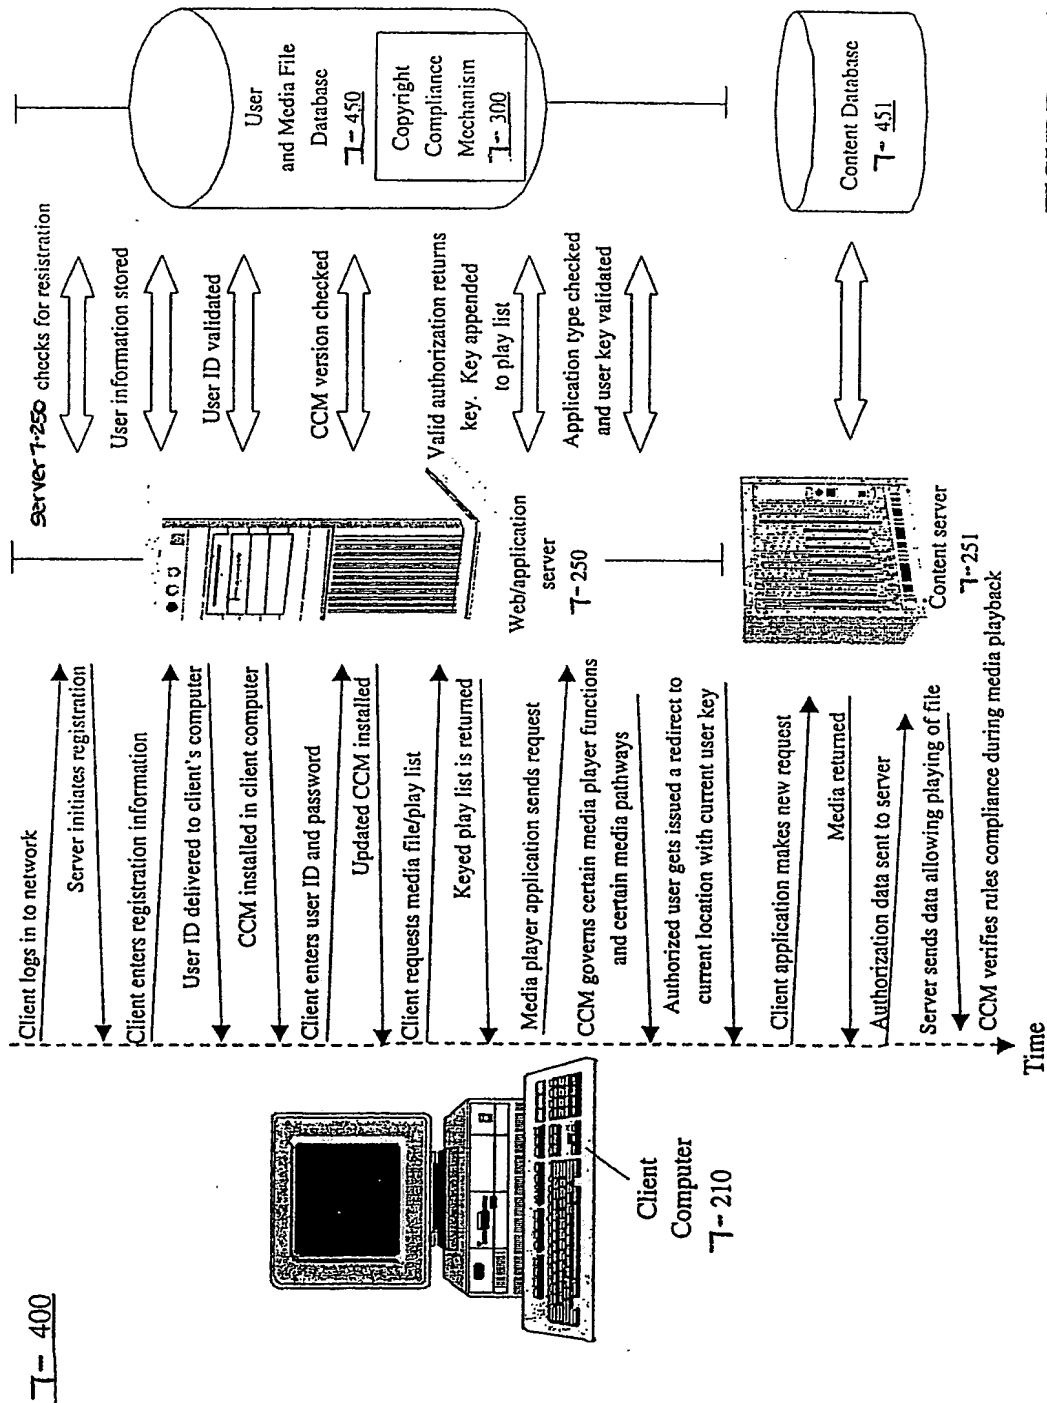 7-400
Client
Computer
7-210
Time
Client logs in to network
Server initiates registration
Client enters registration information
User ID delivered to client's computer
CCM installed in client computer
Client enters user ID and password
Updated CCM installed
Client requests media file/play list
Keyed play list is returned
Media player application sends request
CCM governs certain media player functions
and certain media pathways
Authorized user gets issued a redirect to
current location with current user key
Client application makes new request
Media returned
Authorization data sent to server
Server sends data allowing playing of file
CCM verifies rules compliance during media playback
Web/application
server
7-250
Content server
7-251
Server 7-250 checks for resistration
User information stored
User ID validated
CCM version checked
Valid authorization returns
key. Key appended
to play list
Application type checked
and user key validated
User
and Media File
Database
7-450
Copyright
Compliance
Mechanism
7-300
Content Database
7-451